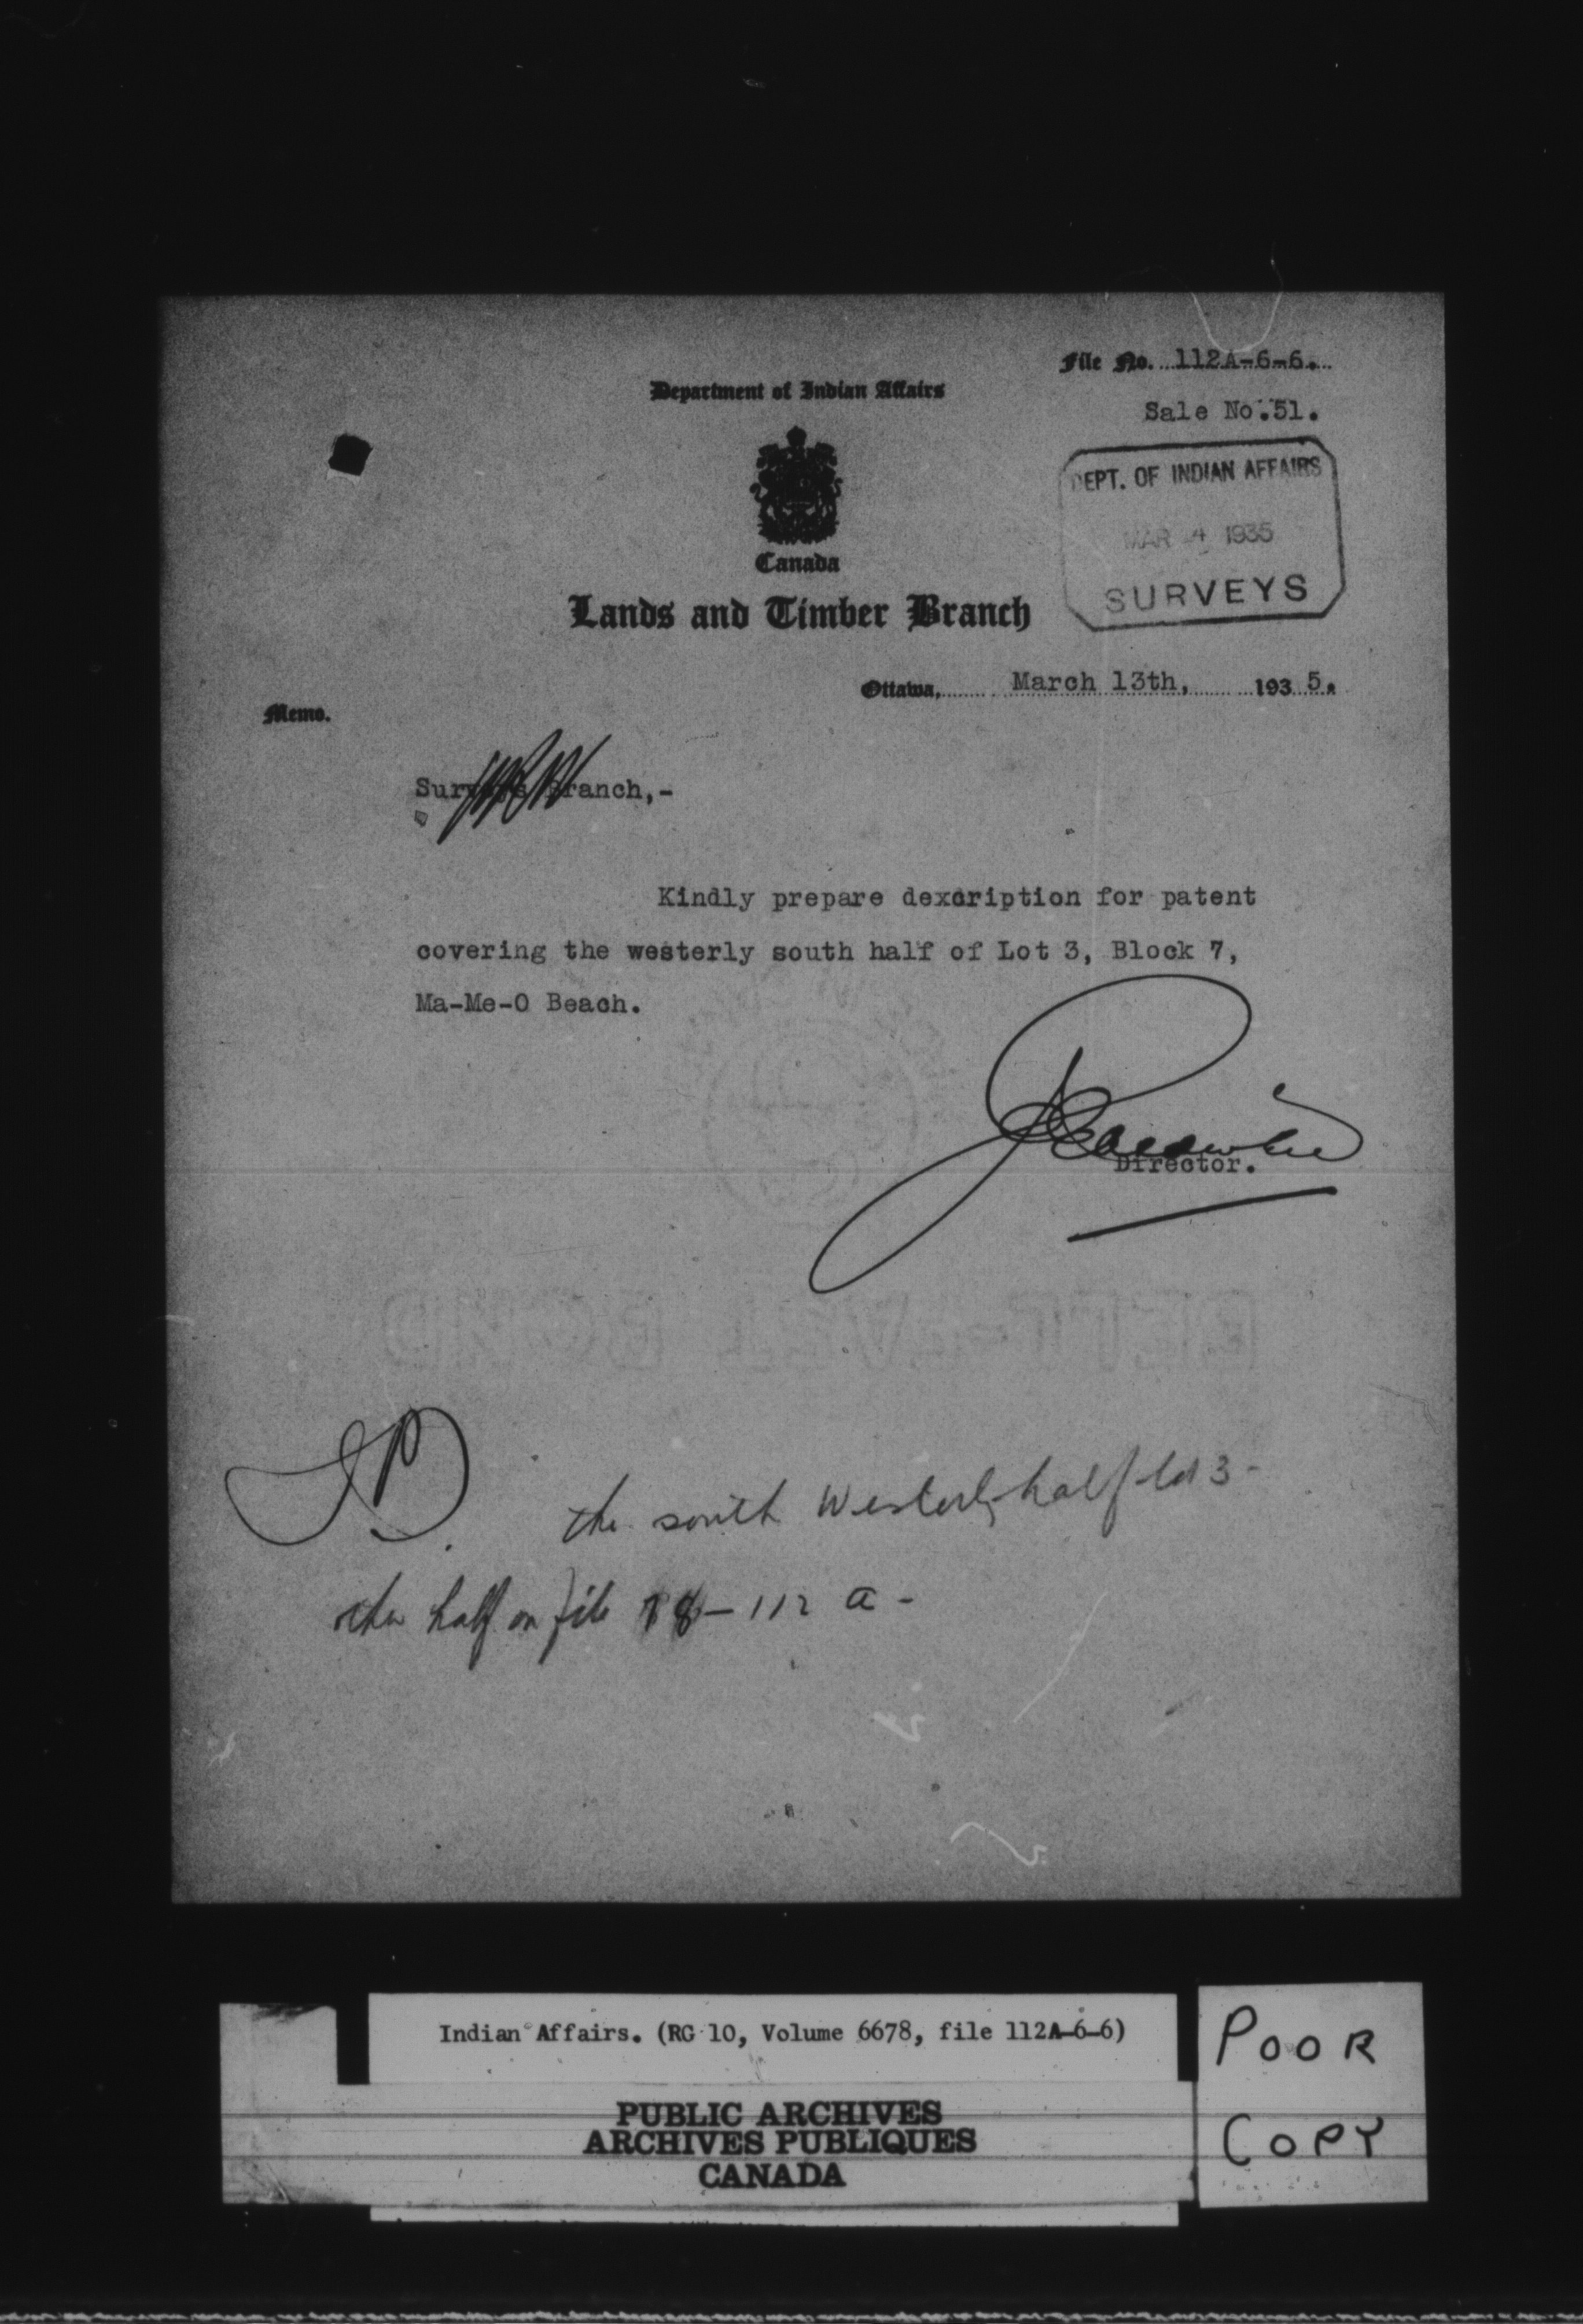 File No. 112A-6-6.
Department of Indian Affairs
Sale No.51.
DEPT. OF INDIAN AFFAIRS
MAR 4 1935
SURVEYS
Canada
Lands and Timber Branch
Ottawa, March 13th, 1935.
Memo.
Surveys Branch,-
Kindly prepare dexcription for patent
covering the westerly south half of Lot 3, Block 7,
Ma-Me-O Beach.
Director.
the south Westerly half lot 3-
other half on file 18-112 a-
Indian Affairs. (RG 10, Volume 6678, file 112A-6-6)
PUBLIC ARCHIVES
ARCHIVES PUBLIQUES
CANADA
POOR
COPY